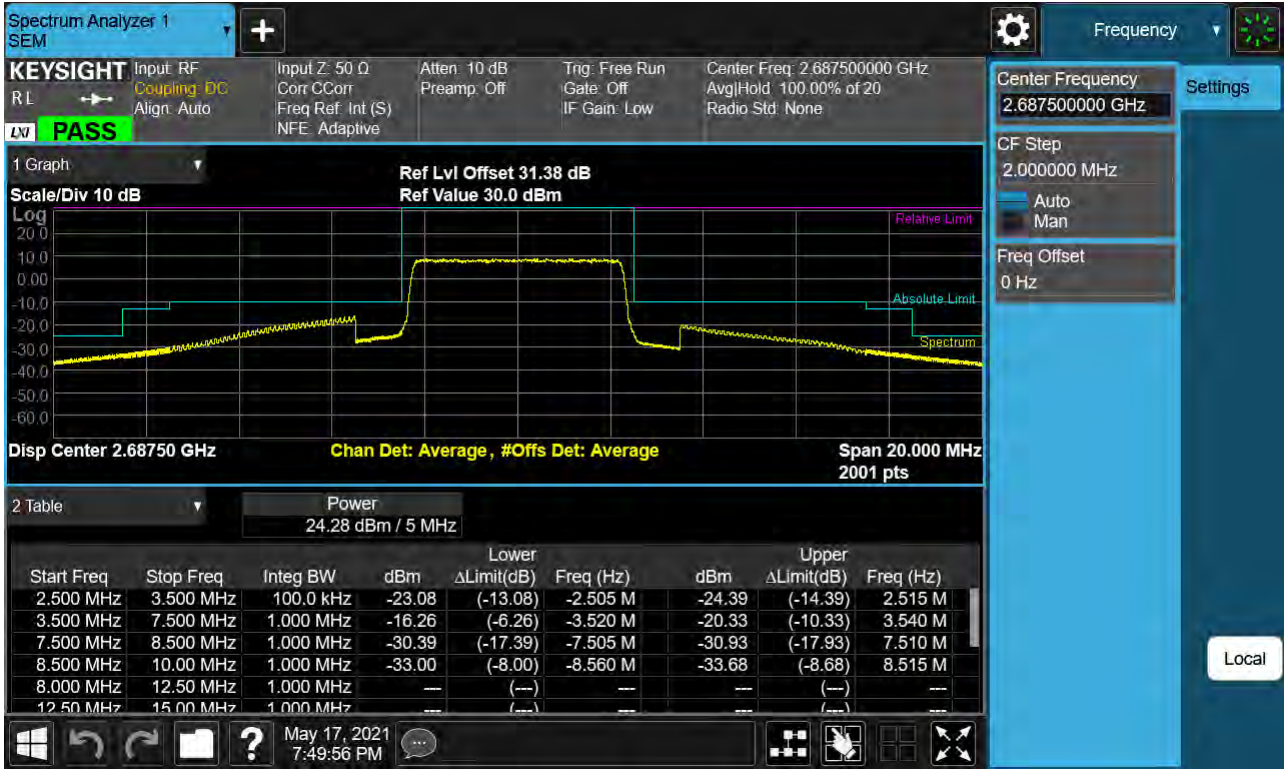 Spectrum Analyzer 1
SEM
+
Frequency
KEYSIGHT
R L
LXI
PASS
Input: RF
Coupling: DC
Align: Auto
Input Z: 50 Ω
Corr CCorr
Freq Ref: Int (S)
NFE: Adaptive
Atten: 10 dB
Preamp: Off
Trig: Free Run
Gate: Off
IF Gain: Low
Center Freq: 2.687500000 GHz
Avg|Hold: 100.00% of 20
Radio Std: None
Center Frequency
2.687500000 GHz
Settings
CF Step
2.000000 MHz
Auto
Man
Freq Offset
0 Hz
Local
1 Graph
Scale/Div 10 dB
Ref Lvl Offset 31.38 dB
Ref Value 30.0 dBm
Log
20.0
10.0
0.00
-10.0
-20.0
-30.0
-40.0
-50.0
-60.0
Relative Limit
Absolute Limit
Spectrum
Disp Center 2.68750 GHz
Chan Det: Average , #Offs Det: Average
Span 20.000 MHz
2001 pts
2 Table
Power
24.28 dBm / 5 MHz
Lower Upper
Start Freq Stop Freq Integ BW dBm ΔLimit(dB) Freq (Hz) dBm ΔLimit(dB) Freq (Hz)
2.500 MHz 3.500 MHz 100.0 kHz -23.08 (-13.08) -2.505 M -24.39 (-14.39) 2.515 M
3.500 MHz 7.500 MHz 1.000 MHz -16.26 (-6.26) -3.520 M -20.33 (-10.33) 3.540 M
7.500 MHz 8.500 MHz 1.000 MHz -30.39 (-17.39) -7.505 M -30.93 (-17.93) 7.510 M
8.500 MHz 10.00 MHz 1.000 MHz -33.00 (-8.00) -8.560 M -33.68 (-8.68) 8.515 M
8.000 MHz 12.50 MHz 1.000 MHz --- (---) --- --- (---) ---
12.50 MHz 15.00 MHz 1.000 MHz --- (---) --- --- (---) ---
?
May 17, 2021
7:49:56 PM